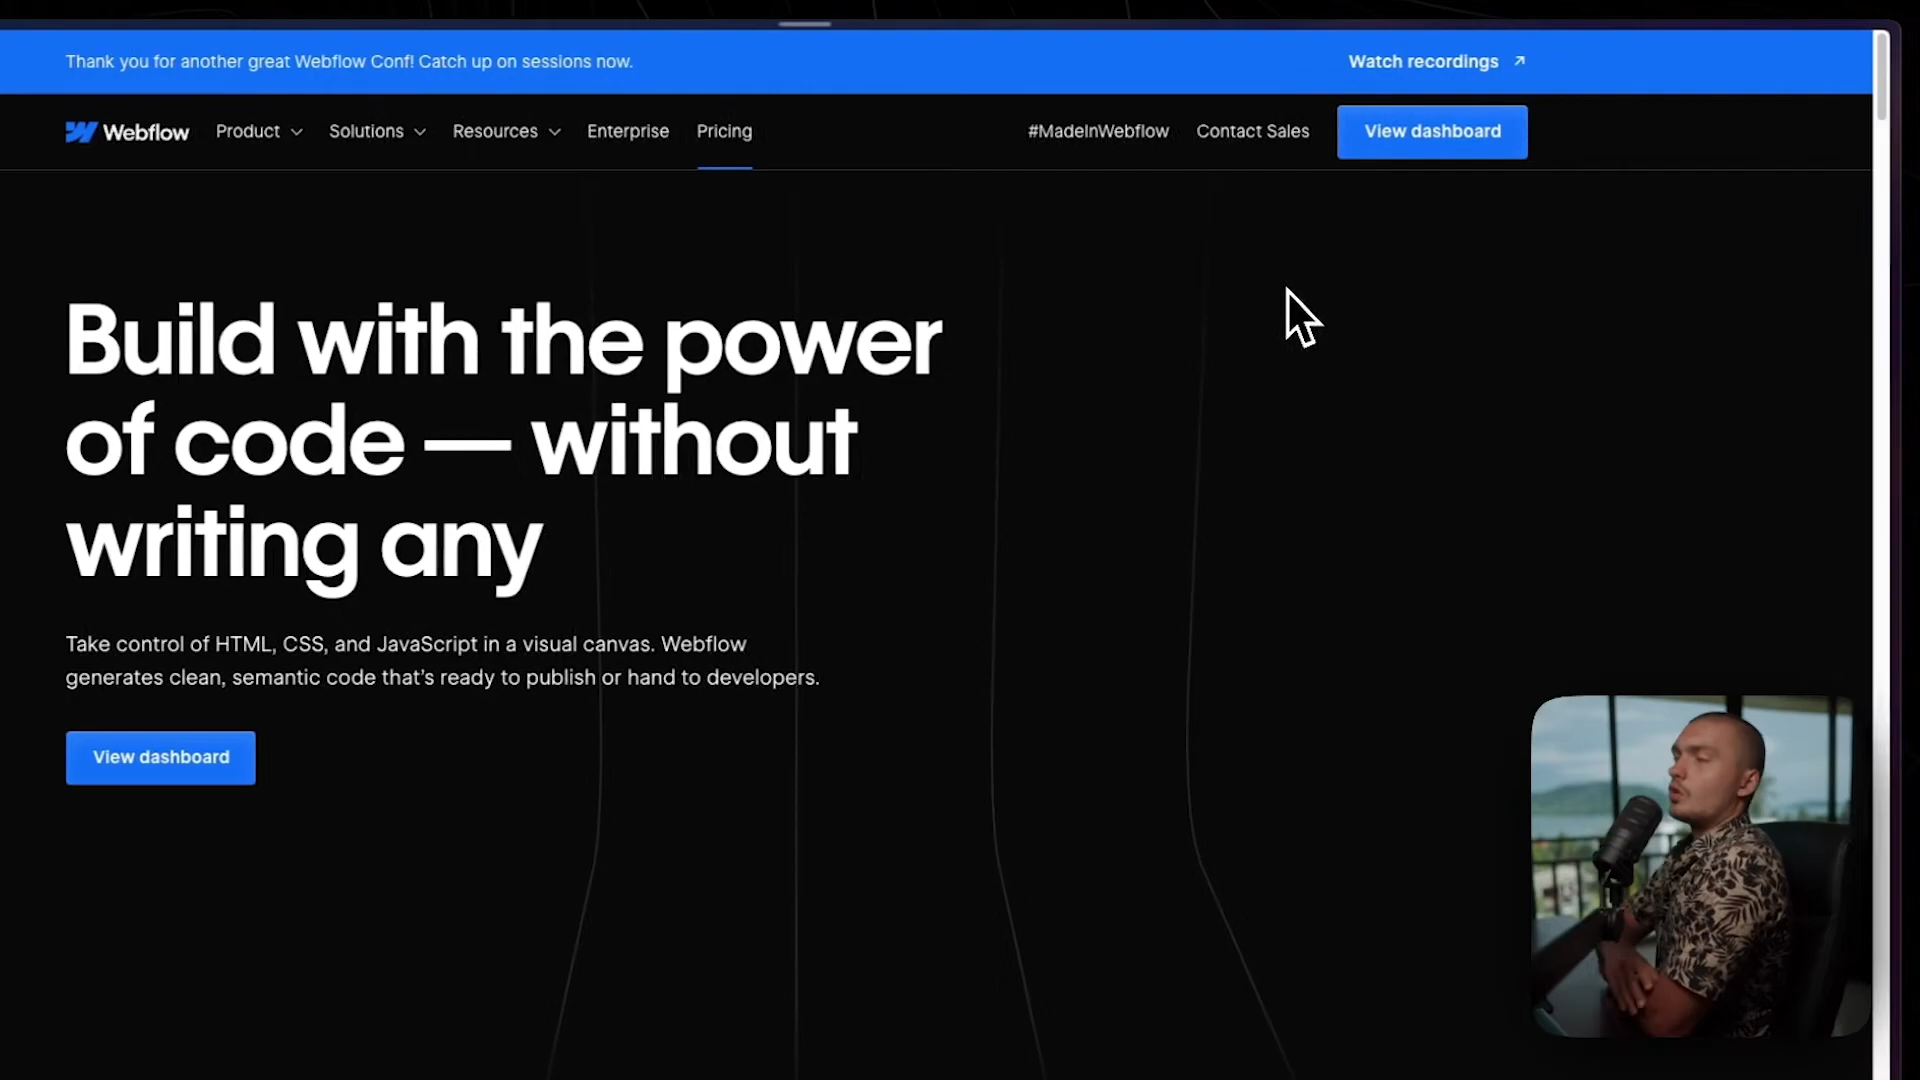 Thank you for another great Webflow Conf! Catch up on sessions now.
Watch recordings
Webflow
Product
Solutions
Resources
Enterprise
Pricing
#MadeInWebflow
Contact Sales
View dashboard
Build with the power
of code — without
writing any
Take control of HTML, CSS, and JavaScript in a visual canvas. Webflow
generates clean, semantic code that’s ready to publish or hand to developers.
View dashboard